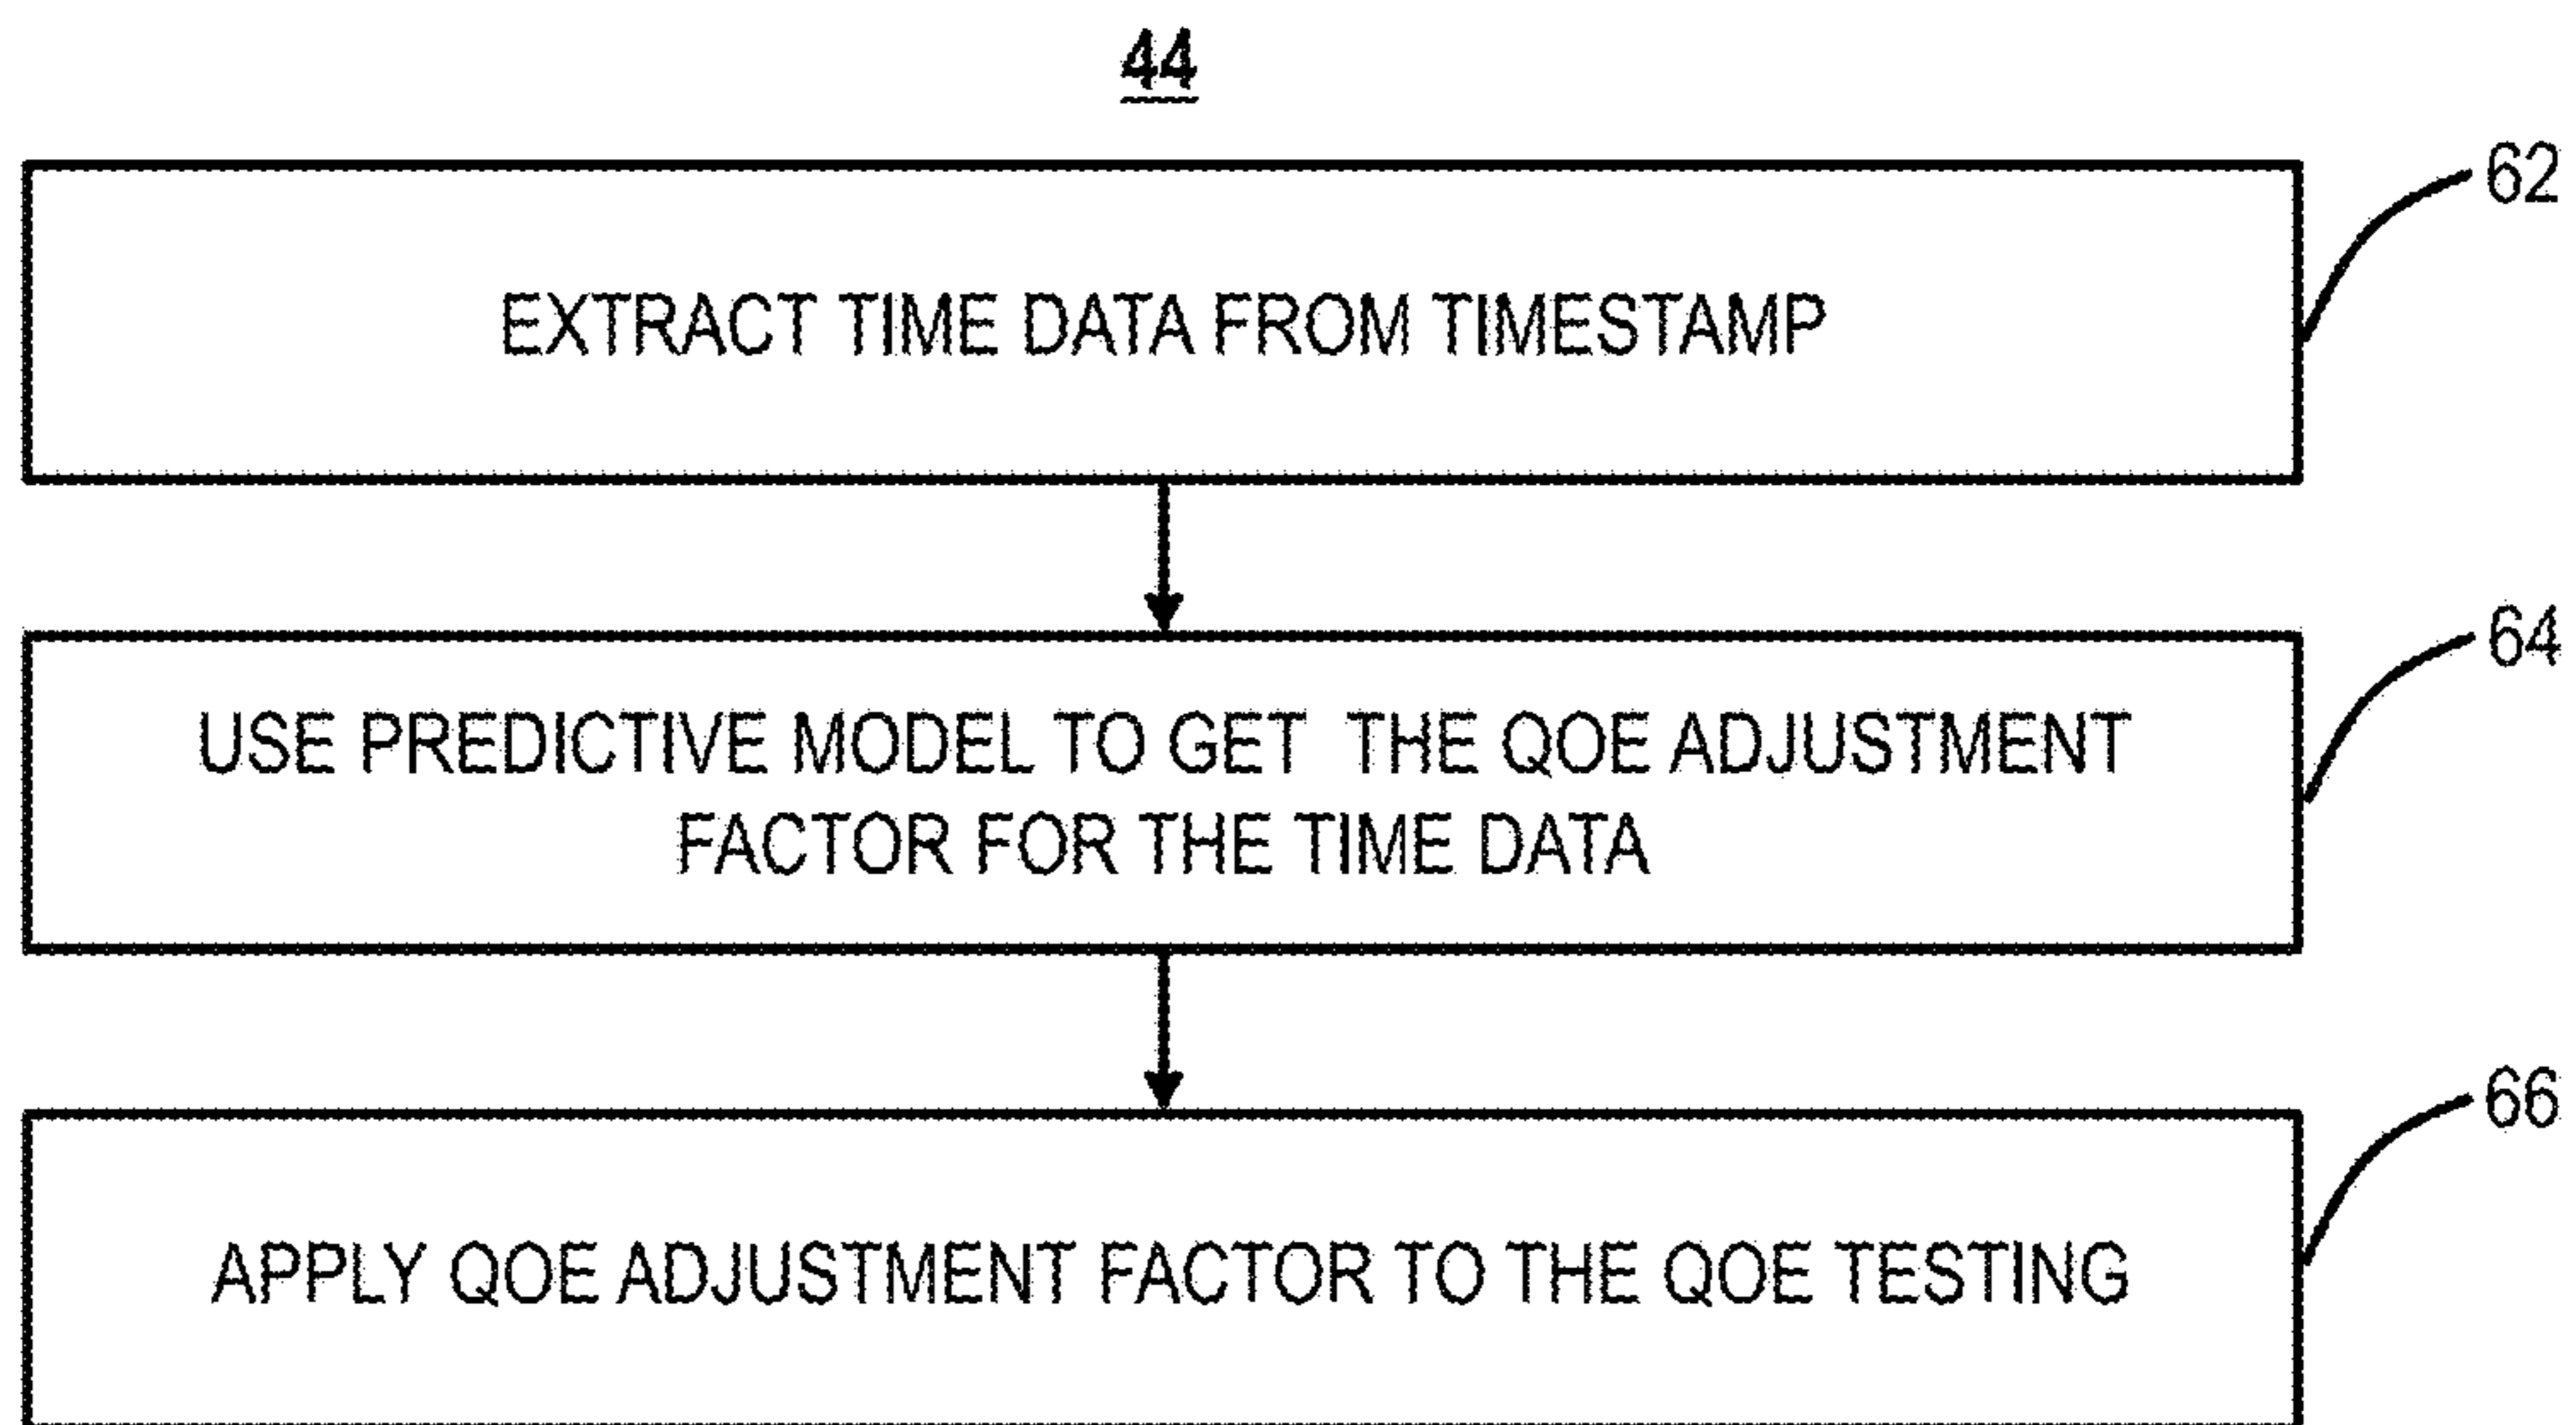 44
EXTRACT TIME DATA FROM TIMESTAMP
62
USE PREDICTIVE MODEL TO GET THE QOE ADJUSTMENT
FACTOR FOR THE TIME DATA
64
APPLY QOE ADJUSTMENT FACTOR TO THE QOE TESTING
66